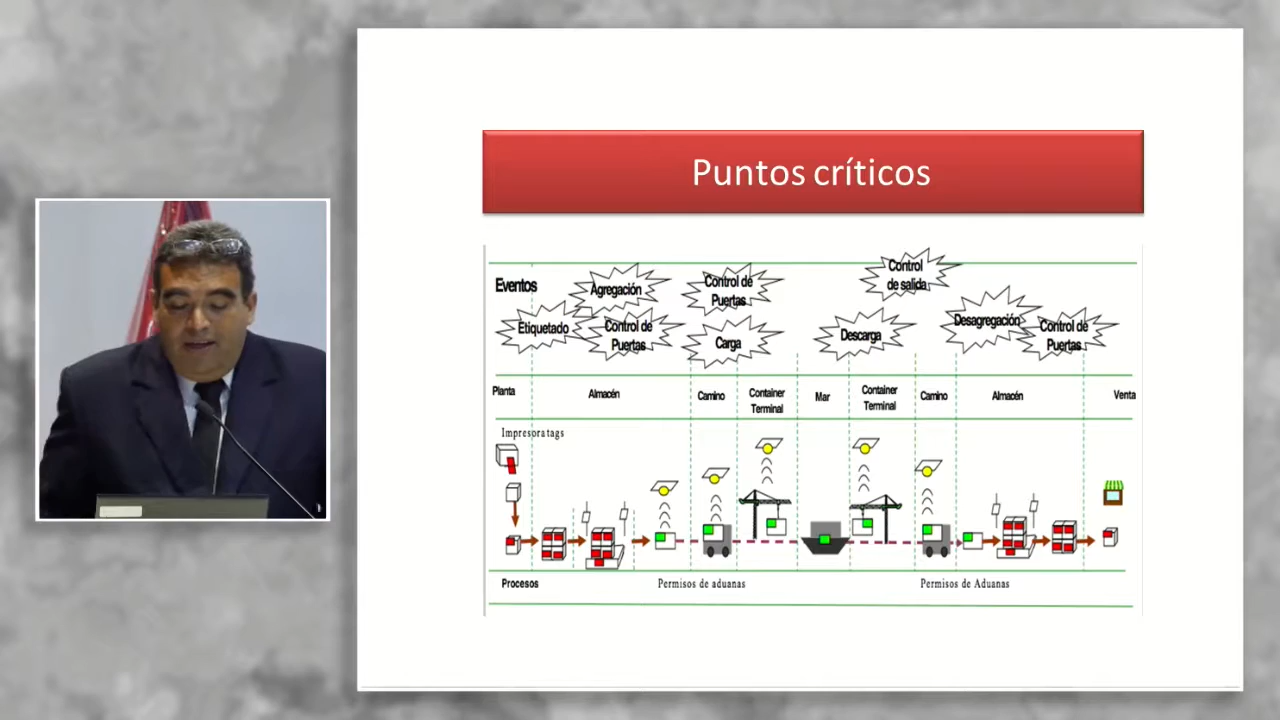 Puntos críticos
Eventos
Agregación
Control de
Puertas
Control
de salida
Etiquetado
Control de
Puertas
Carga
Descarga
Desagregación
Control de
Puertas
Planta
Almacén
Camino
Container
Terminal
Mar
Container
Terminal
Camino
Almacén
Venta
Impresora tags
Procesos
Permisos de aduanas
Permisos de Aduanas